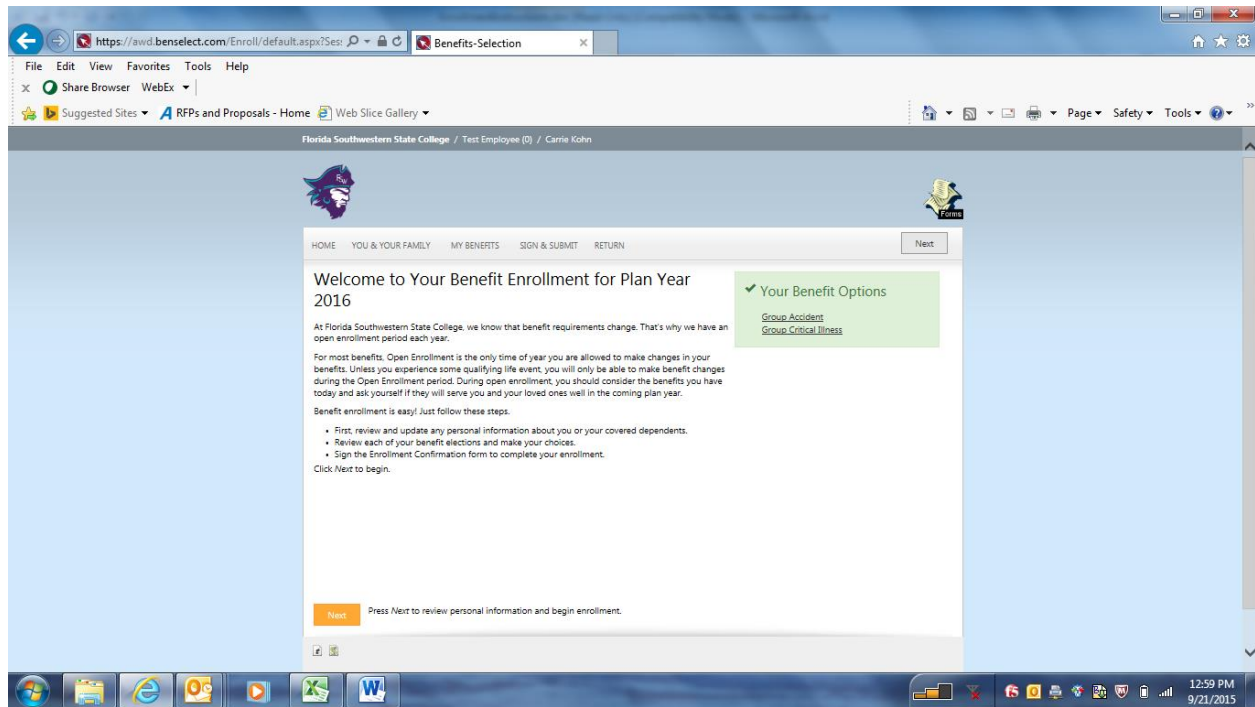 https://awd.benselect.com/Enroll/default.aspx?Ses:
Benefits-Selection
File Edit View Favorites Tools Help
x Share Browser WebEx
Suggested Sites RFPs and Proposals - Home Web Slice Gallery
Page Safety Tools
Florida Southwestern State College / Test Employee (0) / Carrie Kohn
Forms
HOME YOU & YOUR FAMILY MY BENEFITS SIGN & SUBMIT RETURN Next
Welcome to Your Benefit Enrollment for Plan Year
2016
At Florida Southwestern State College, we know that benefit requirements change. That's why we have an
open enrollment period each year.
For most benefits, Open Enrollment is the only time of year you are allowed to make changes in your
benefits. Unless you experience some qualifying life event, you will only be able to make benefit changes
during the Open Enrollment period. During open enrollment, you should consider the benefits you have
today and ask yourself if they will serve you and your loved ones well in the coming plan year.
Benefit enrollment is easy! Just follow these steps.
• First, review and update any personal information about you or your covered dependents.
• Review each of your benefit elections and make your choices.
• Sign the Enrollment Confirmation form to complete your enrollment.
Click Next to begin.
✔ Your Benefit Options
Group Accident
Group Critical Illness
Next Press Next to review personal information and begin enrollment.
12:59 PM
9/21/2015